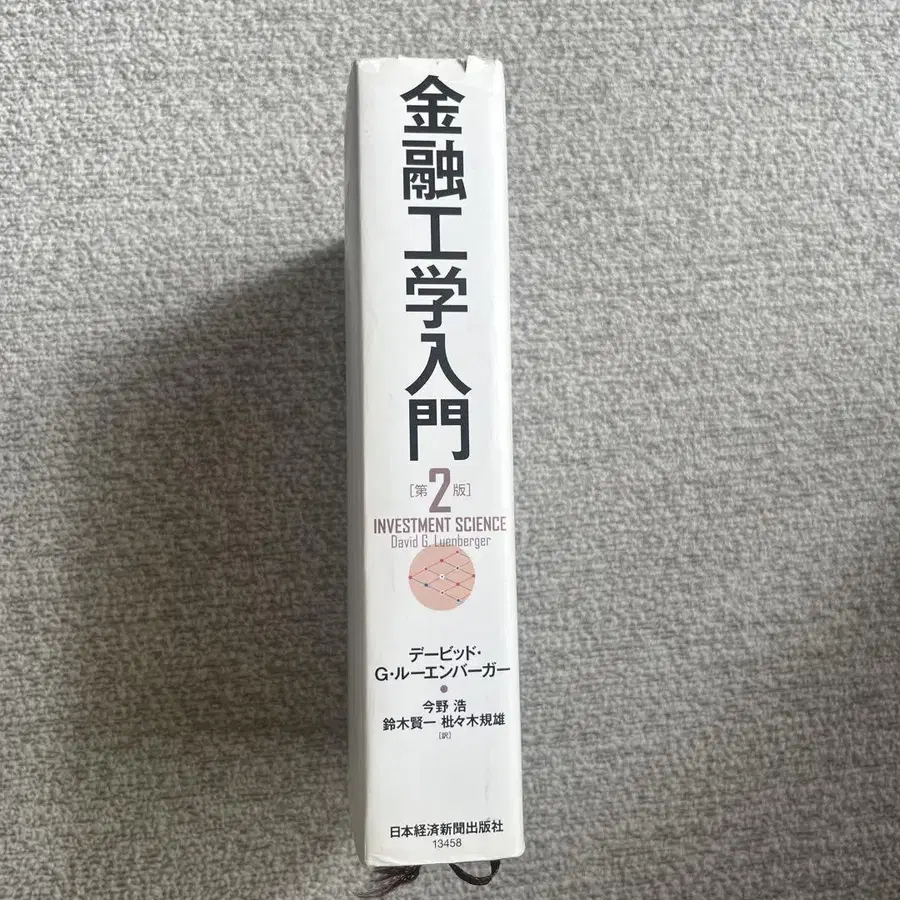 金融工学入門
［第2版］
INVESTMENT SCIENCE
David G. Luenberger
デービッド・
G・ルーエンバーガー
今野 浩
鈴木賢一 枇々木規雄
［訳］
日本経済新聞出版社
13458